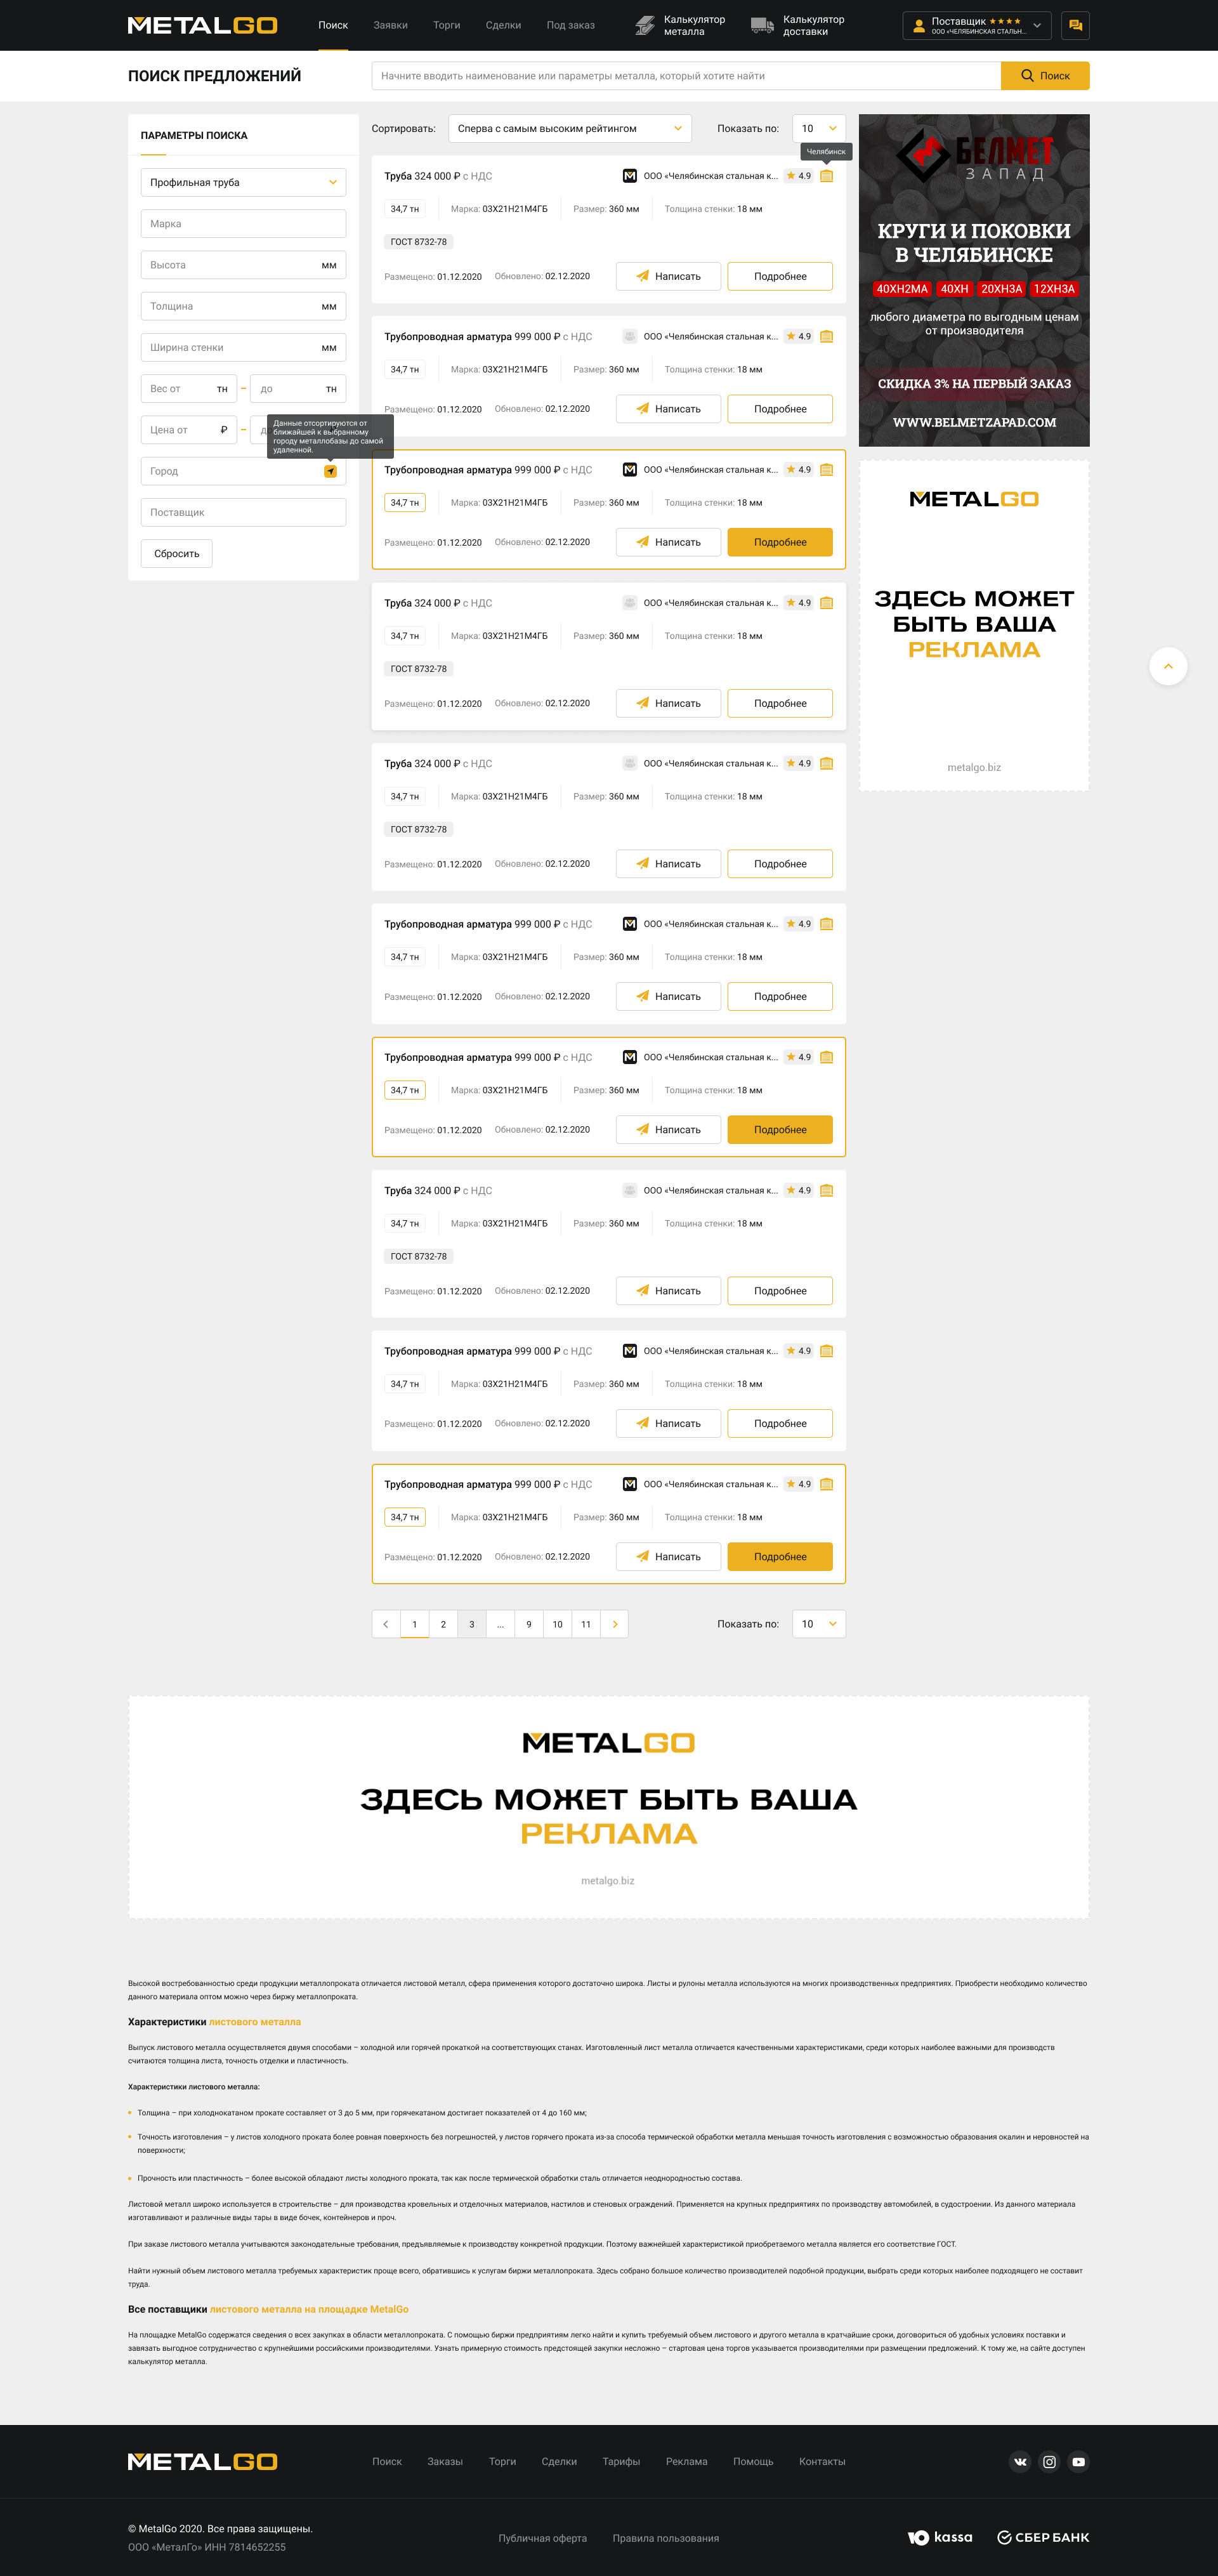 METALGO
Поиск
Заявки
Торги
Сделки
Под заказ
Калькулятор
металла
Калькулятор
доставки
Поставщик
ООО «ЧЕЛЯБИНСКАЯ СТАЛЬН...
ПОИСК ПРЕДЛОЖЕНИЙ
Начните вводить наименование или параметры металла, который хотите найти
Поиск
ПАРАМЕТРЫ ПОИСКА
Профильная труба
Марка
Высота мм
Толщина мм
Ширина стенки мм
Вес от тн – до тн
Цена от ₽ –
Данные отсортируются от
ближайшей к выбранному
городу металлобазы до самой
удаленной.
Город
Поставщик
Сбросить
Сортировать: Сперва с самым высоким рейтингом Показать по: 10
Челябинск
Труба 324 000 ₽ с НДС ООО «Челябинская стальная к... 4.9
34,7 тн Марка: 03Х21Н21М4ГБ Размер: 360 мм Толщина стенки: 18 мм
ГОСТ 8732-78
Размещено: 01.12.2020 Обновлено: 02.12.2020 Написать Подробнее
Трубопроводная арматура 999 000 ₽ с НДС ООО «Челябинская стальная к... 4.9
34,7 тн Марка: 03Х21Н21М4ГБ Размер: 360 мм Толщина стенки: 18 мм
Размещено: 01.12.2020 Обновлено: 02.12.2020 Написать Подробнее
Трубопроводная арматура 999 000 ₽ с НДС ООО «Челябинская стальная к... 4.9
34,7 тн Марка: 03Х21Н21М4ГБ Размер: 360 мм Толщина стенки: 18 мм
Размещено: 01.12.2020 Обновлено: 02.12.2020 Написать Подробнее
Труба 324 000 ₽ с НДС ООО «Челябинская стальная к... 4.9
34,7 тн Марка: 03Х21Н21М4ГБ Размер: 360 мм Толщина стенки: 18 мм
ГОСТ 8732-78
Размещено: 01.12.2020 Обновлено: 02.12.2020 Написать Подробнее
Труба 324 000 ₽ с НДС ООО «Челябинская стальная к... 4.9
34,7 тн Марка: 03Х21Н21М4ГБ Размер: 360 мм Толщина стенки: 18 мм
ГОСТ 8732-78
Размещено: 01.12.2020 Обновлено: 02.12.2020 Написать Подробнее
Трубопроводная арматура 999 000 ₽ с НДС ООО «Челябинская стальная к... 4.9
34,7 тн Марка: 03Х21Н21М4ГБ Размер: 360 мм Толщина стенки: 18 мм
Размещено: 01.12.2020 Обновлено: 02.12.2020 Написать Подробнее
Трубопроводная арматура 999 000 ₽ с НДС ООО «Челябинская стальная к... 4.9
34,7 тн Марка: 03Х21Н21М4ГБ Размер: 360 мм Толщина стенки: 18 мм
Размещено: 01.12.2020 Обновлено: 02.12.2020 Написать Подробнее
Труба 324 000 ₽ с НДС ООО «Челябинская стальная к... 4.9
34,7 тн Марка: 03Х21Н21М4ГБ Размер: 360 мм Толщина стенки: 18 мм
ГОСТ 8732-78
Размещено: 01.12.2020 Обновлено: 02.12.2020 Написать Подробнее
Трубопроводная арматура 999 000 ₽ с НДС ООО «Челябинская стальная к... 4.9
34,7 тн Марка: 03Х21Н21М4ГБ Размер: 360 мм Толщина стенки: 18 мм
Размещено: 01.12.2020 Обновлено: 02.12.2020 Написать Подробнее
Трубопроводная арматура 999 000 ₽ с НДС ООО «Челябинская стальная к... 4.9
34,7 тн Марка: 03Х21Н21М4ГБ Размер: 360 мм Толщина стенки: 18 мм
Размещено: 01.12.2020 Обновлено: 02.12.2020 Написать Подробнее
1 2 3 ... 9 10 11 Показать по: 10
БЕЛМЕТ
ЗАПАД
КРУГИ И ПОКОВКИ
В ЧЕЛЯБИНСКЕ
40ХН2МА 40ХН 20ХН3А 12ХН3А
любого диаметра по выгодным ценам
от производителя
СКИДКА 3% НА ПЕРВЫЙ ЗАКАЗ
WWW.BELMETZAPAD.COM
METALGO
ЗДЕСЬ МОЖЕТ
БЫТЬ ВАША
РЕКЛАМА
metalgo.biz
METALGO
ЗДЕСЬ МОЖЕТ БЫТЬ ВАША
РЕКЛАМА
metalgo.biz
Высокой востребованностью среди продукции металлопроката отличается листовой металл, сфера применения которого достаточно широка. Листы и рулоны металла используются на многих производственных предприятиях. Приобрести необходимо количество
данного материала оптом можно через биржу металлопроката.
Характеристики листового металла
Выпуск листового металла осуществляется двумя способами – холодной или горячей прокаткой на соответствующих станах. Изготовленный лист металла отличается качественными характеристиками, среди которых наиболее важными для производств
считаются толщина листа, точность отделки и пластичность.
Характеристики листового металла:
Толщина – при холоднокатаном прокате составляет от 3 до 5 мм, при горячекатаном достигает показателей от 4 до 160 мм;
Точность изготовления – у листов холодного проката более ровная поверхность без погрешностей, у листов горячего проката из-за способа термической обработки металла меньшая точность изготовления с возможностью образования окалин и неровностей на
поверхности;
Прочность или пластичность – более высокой обладают листы холодного проката, так как после термической обработки сталь отличается неоднородностью состава.
Листовой металл широко используется в строительстве – для производства кровельных и отделочных материалов, настилов и стеновых ограждений. Применяется на крупных предприятиях по производству автомобилей, в судостроении. Из данного материала
изготавливают и различные виды тары в виде бочек, контейнеров и проч.
При заказе листового металла учитываются законодательные требования, предъявляемые к производству конкретной продукции. Поэтому важнейшей характеристикой приобретаемого металла является его соответствие ГОСТ.
Найти нужный объем листового металла требуемых характеристик проще всего, обратившись к услугам биржи металлопроката. Здесь собрано большое количество производителей подобной продукции, выбрать среди которых наиболее подходящего не составит
труда.
Все поставщики листового металла на площадке MetalGo
На площадке MetalGo содержатся сведения о всех закупках в области металлопроката. С помощью биржи предприятиям легко найти и купить требуемый объем листового и другого металла в кратчайшие сроки, договориться об удобных условиях поставки и
завязать выгодное сотрудничество с крупнейшими российскими производителями. Узнать примерную стоимость предстоящей закупки несложно – стартовая цена торгов указывается производителями при размещении предложений. К тому же, на сайте доступен
калькулятор металла.
METALGO
Поиск
Заказы
Торги
Сделки
Тарифы
Реклама
Помощь
Контакты
© MetalGo 2020. Все права защищены.
ООО «МеталГо» ИНН 7814652255
Публичная оферта
Правила пользования
ЮO kassa
СБЕР БАНК